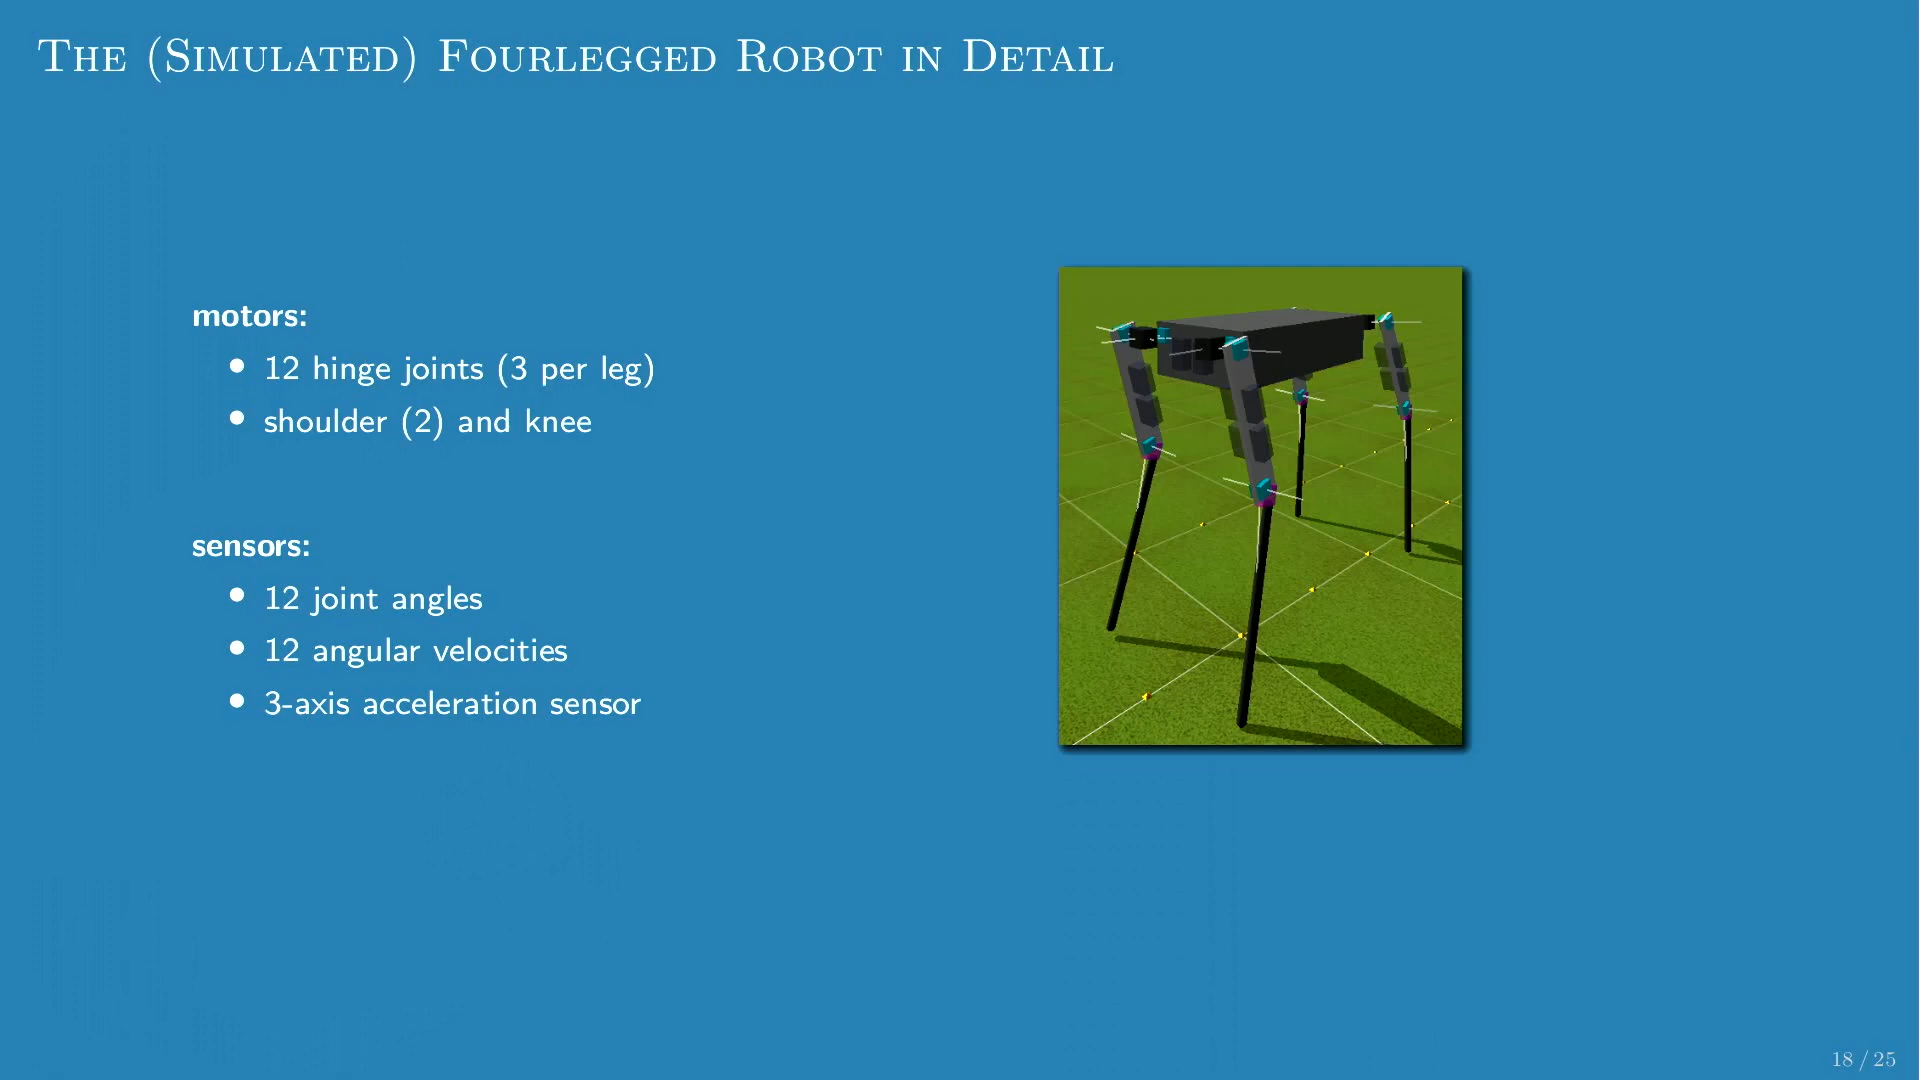 The (Simulated) Fourlegged Robot in Detail
motors:
• 12 hinge joints (3 per leg)
• shoulder (2) and knee
sensors:
• 12 joint angles
• 12 angular velocities
• 3-axis acceleration sensor
18 / 25